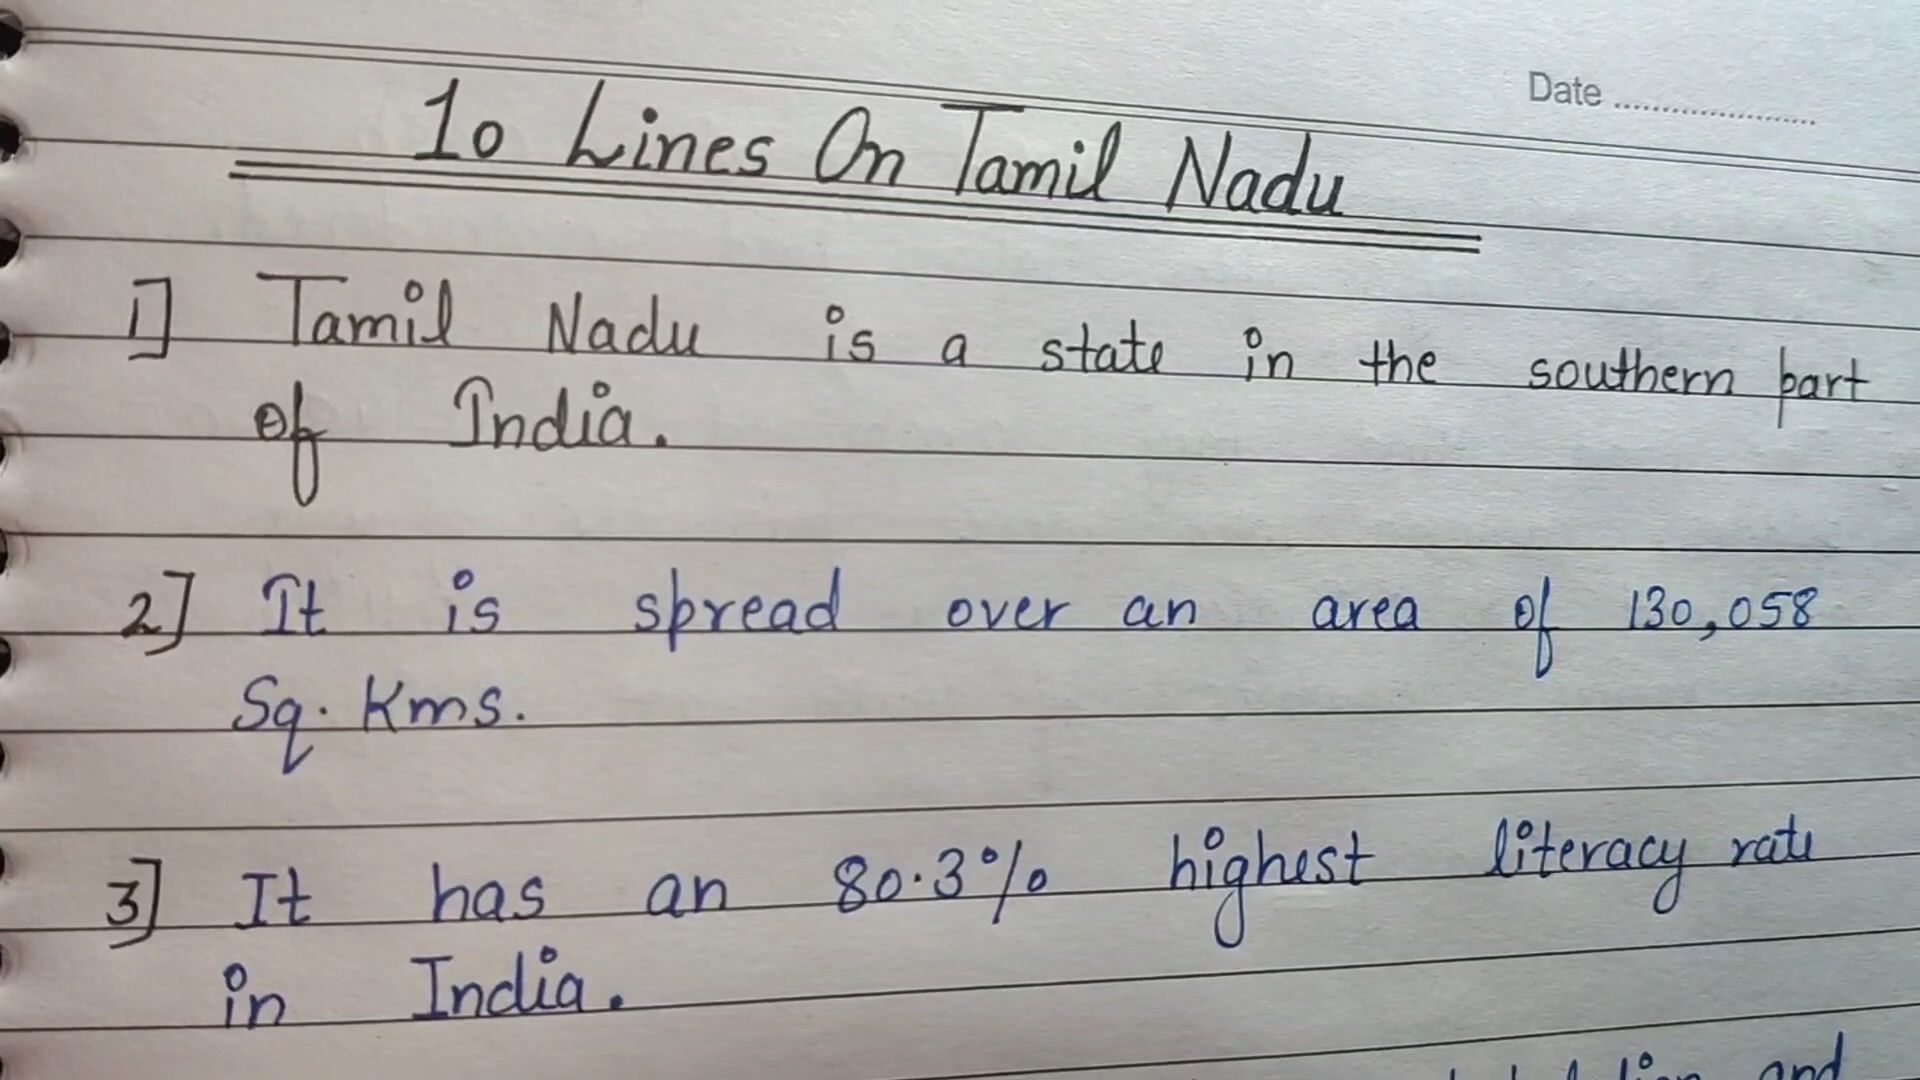 Date ....................
10 Lines On Tamil Nadu
1] Tamil Nadu is a state in the southern part
of India.
2] It is spread over an area of 130,058
Sq. Kms.
3] It has an 80.3% highest literacy rate
in India.
and